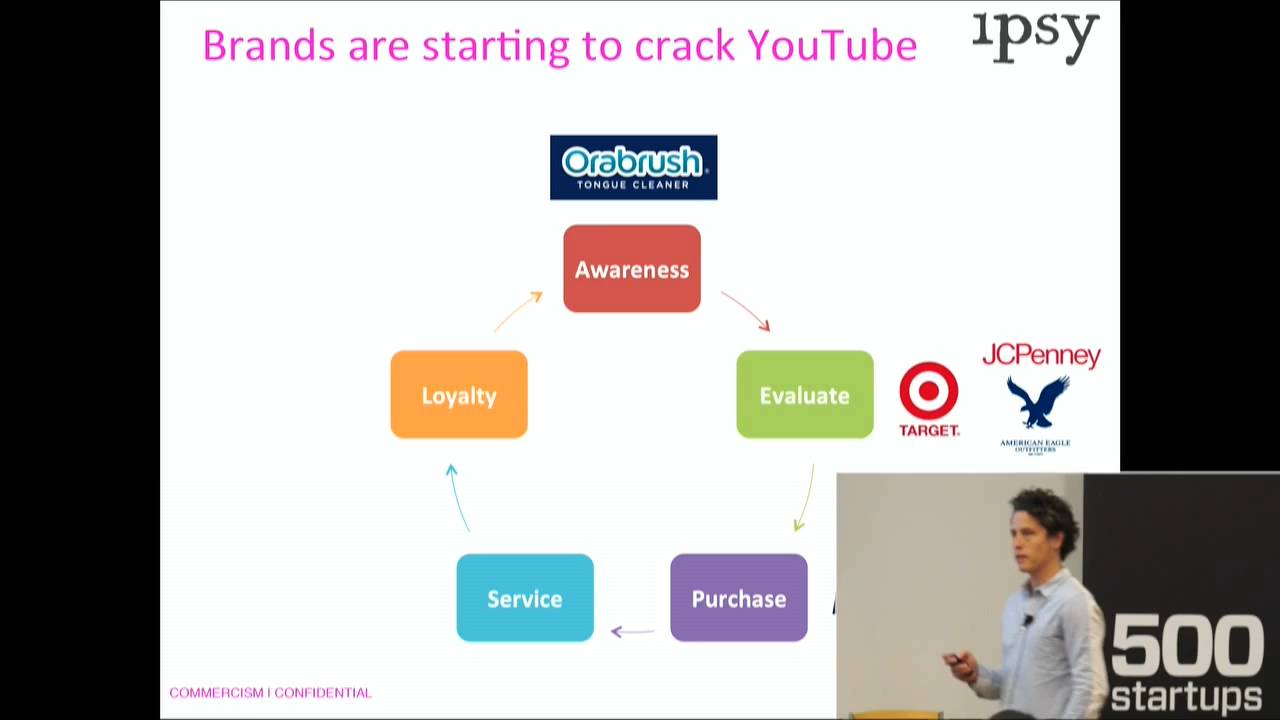 Brands are starting to crack YouTube
ipsy
Orabrush
TONGUE CLEANER
Awareness
Loyalty
Evaluate
TARGET
JCPenney
AMERICAN EAGLE
OUTFITTERS
Service
Purchase
COMMERCISM | CONFIDENTIAL
500
startups